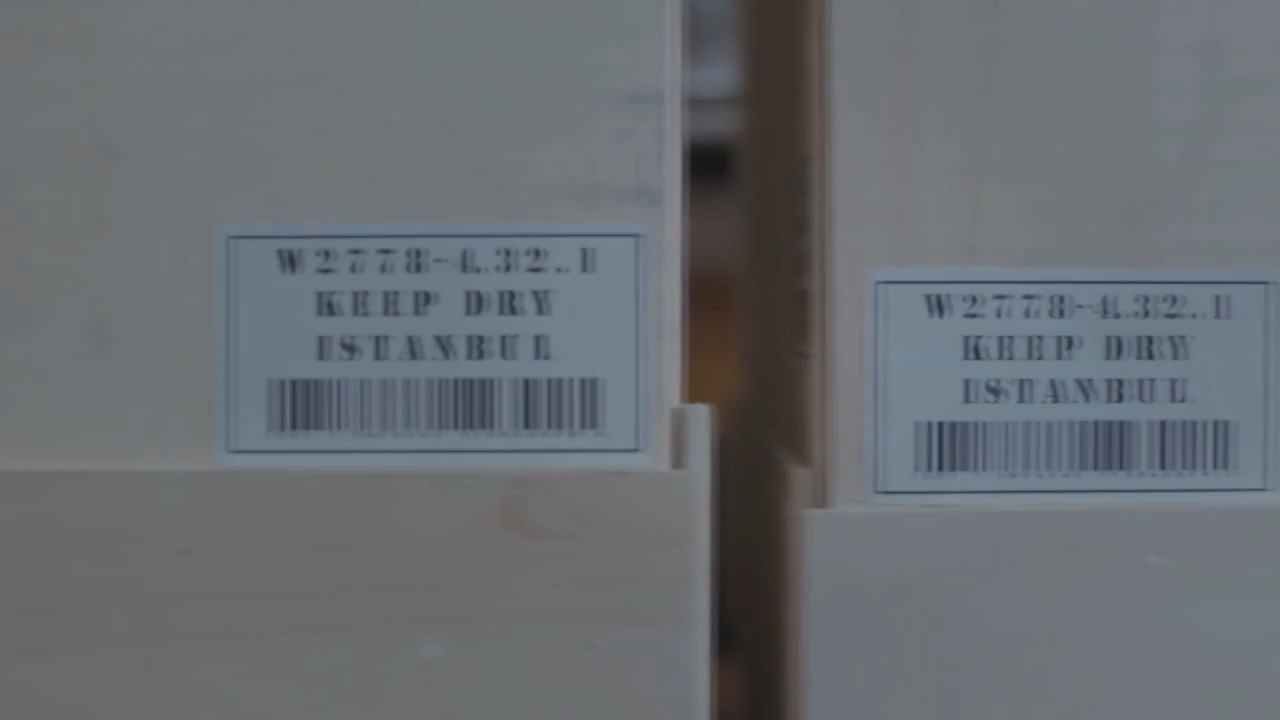 W2778-4.32..1
KEEP DRY
ISTANBUL
W2778-4.32..1
KEEP DRY
ISTANBUL